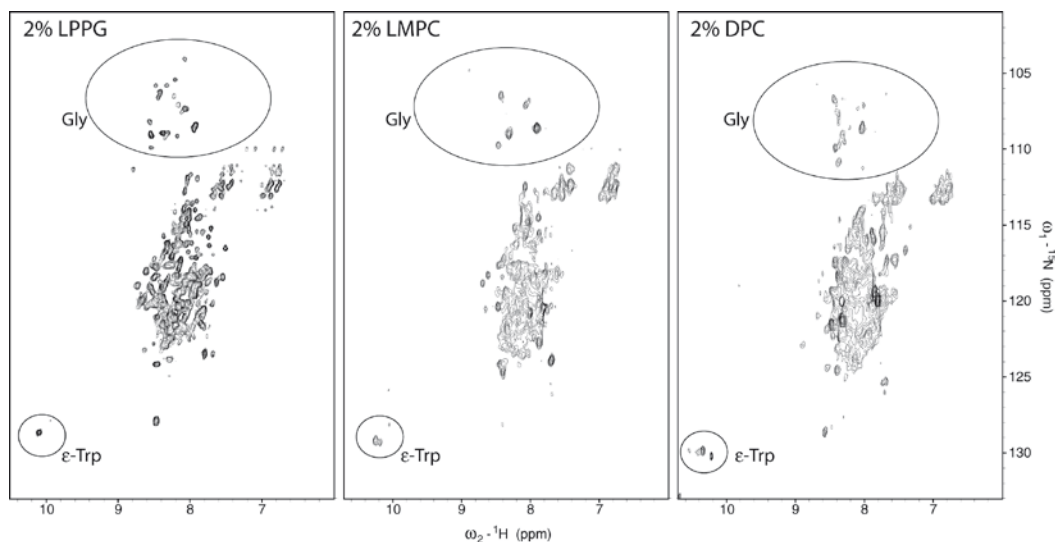 2% LPPG
2% LMPC
2% DPC
Gly
Gly
Gly
ε-Trp
ε-Trp
ε-Trp
105
110
115
120
125
130
ω₁ - ¹⁵N (ppm)
10 9 8 7
10 9 8 7
10 9 8 7
ω₂ - ¹H (ppm)